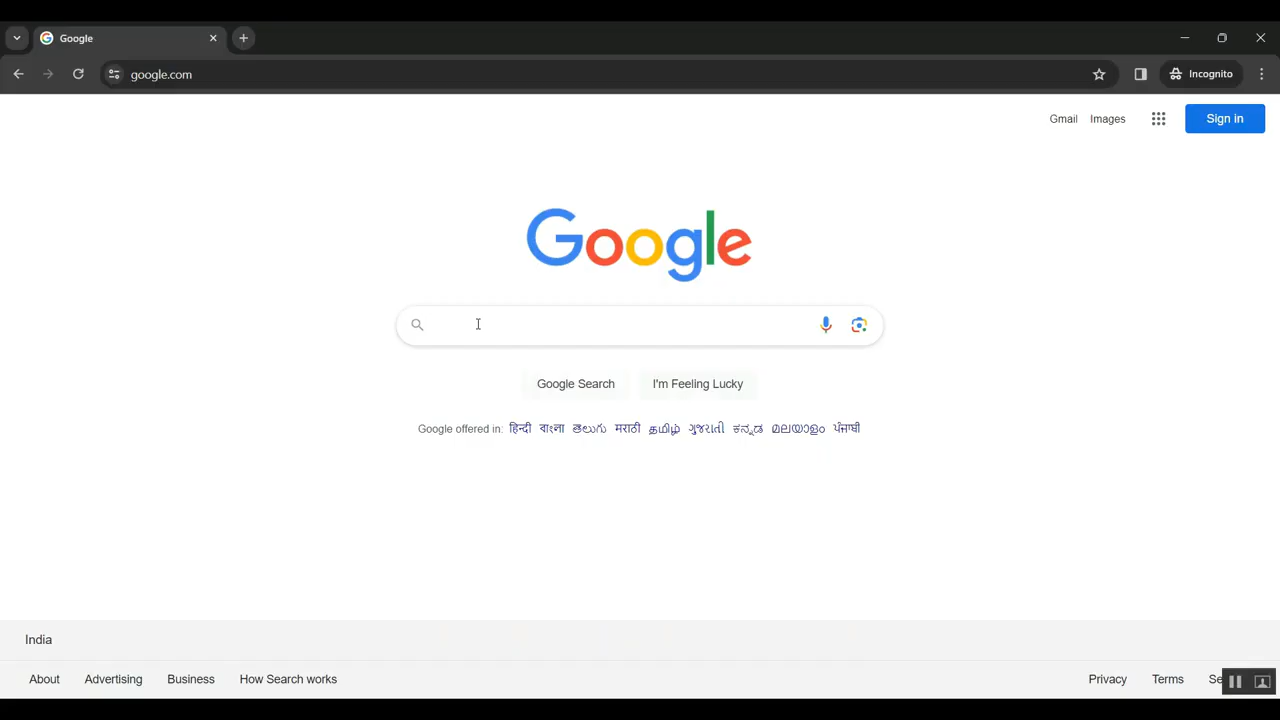 Google
google.com
Incognito
Gmail Images Sign in
Google
Google Search I'm Feeling Lucky
Google offered in: हिन्दी বাংলা తెలుగు मराठी தமிழ் ગુજરાતી ಕನ್ನಡ മലയാളം ਪੰਜਾਬੀ
India
About Advertising Business How Search works Privacy Terms Se